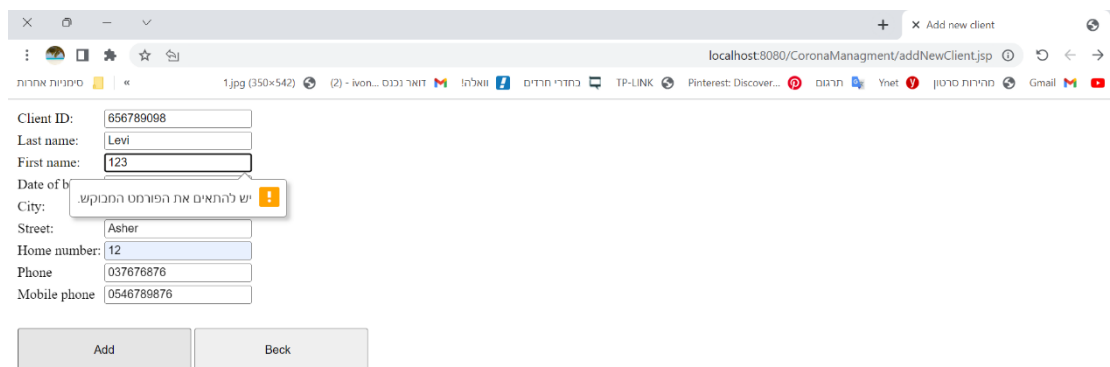 Add new client
localhost:8080/CoronaManagment/addNewClient.jsp
Gmail מהירות סרטון Ynet תרגום Pinterest: Discover... TP-LINK בחדרי חרדים וואלה! דואר נכנס (2) - ivon... 1.jpg (350×542) » סימניות אחרות
Client ID: 656789098
Last name: Levi
First name: 123
Date of b
יש להתאים את הפורמט המבוקש.
City:
Street: Asher
Home number: 12
Phone 037676876
Mobile phone 0546789876
Add Beck